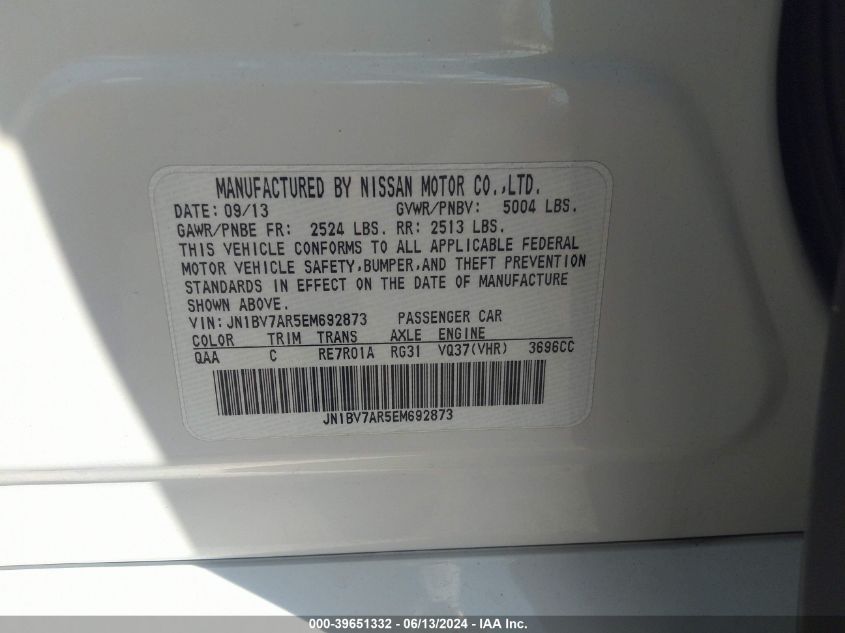 MANUFACTURED BY NISSAN MOTOR CO.,LTD.
DATE: 09/13 GVWR/PNBV: 5004 LBS.
GAWR/PNBE FR: 2524 LBS. RR: 2513 LBS.
THIS VEHICLE CONFORMS TO ALL APPLICABLE FEDERAL
MOTOR VEHICLE SAFETY,BUMPER,AND THEFT PREVENTION
STANDARDS IN EFFECT ON THE DATE OF MANUFACTURE
SHOWN ABOVE.
VIN:JN1BV7AR5EM692873 PASSENGER CAR
COLOR TRIM TRANS AXLE ENGINE
QAA C RE7R01A RG31 VQ37(VHR) 3696CC
JN1BV7AR5EM692873
000-39651332 - 06/13/2024 - IAA Inc.